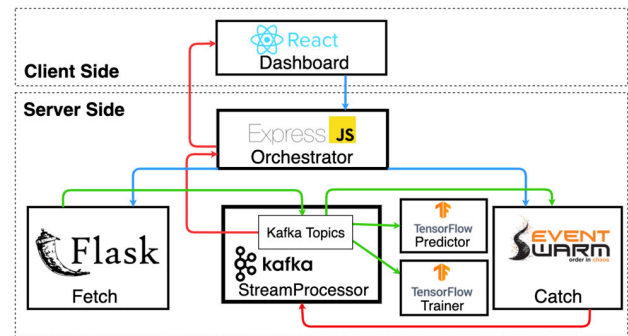 React
Dashboard
Client Side
Server Side
Express JS
Orchestrator
Flask
Fetch
Kafka Topics
kafka
StreamProcessor
TensorFlow
Predictor
TensorFlow
Trainer
EVENT
SWARM
order in chaos
Catch